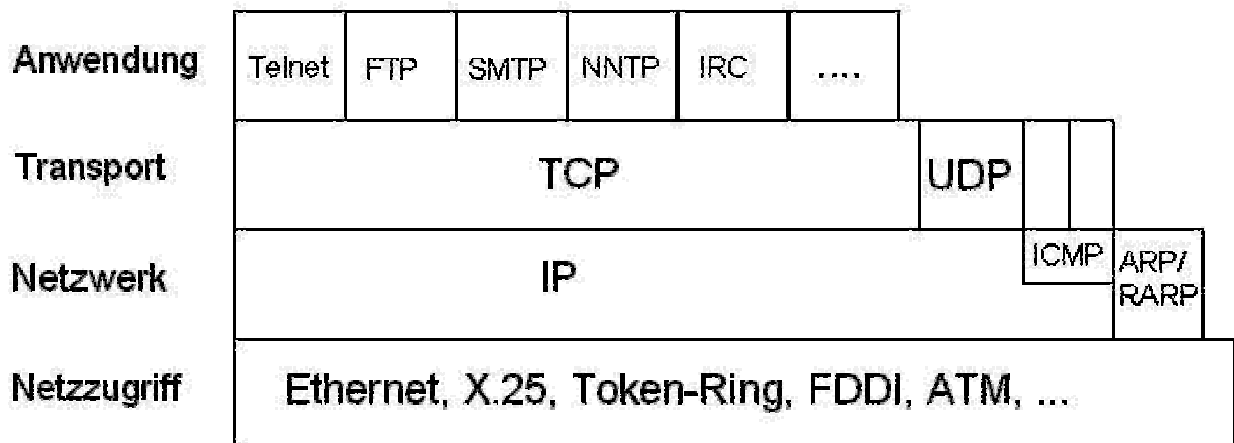 Anwendung Telnet FTP SMTP NNTP IRC ....
Transport TCP UDP
Netzwerk IP ICMP ARP/
RARP
Netzzugriff Ethernet, X.25, Token-Ring, FDDI, ATM, ...